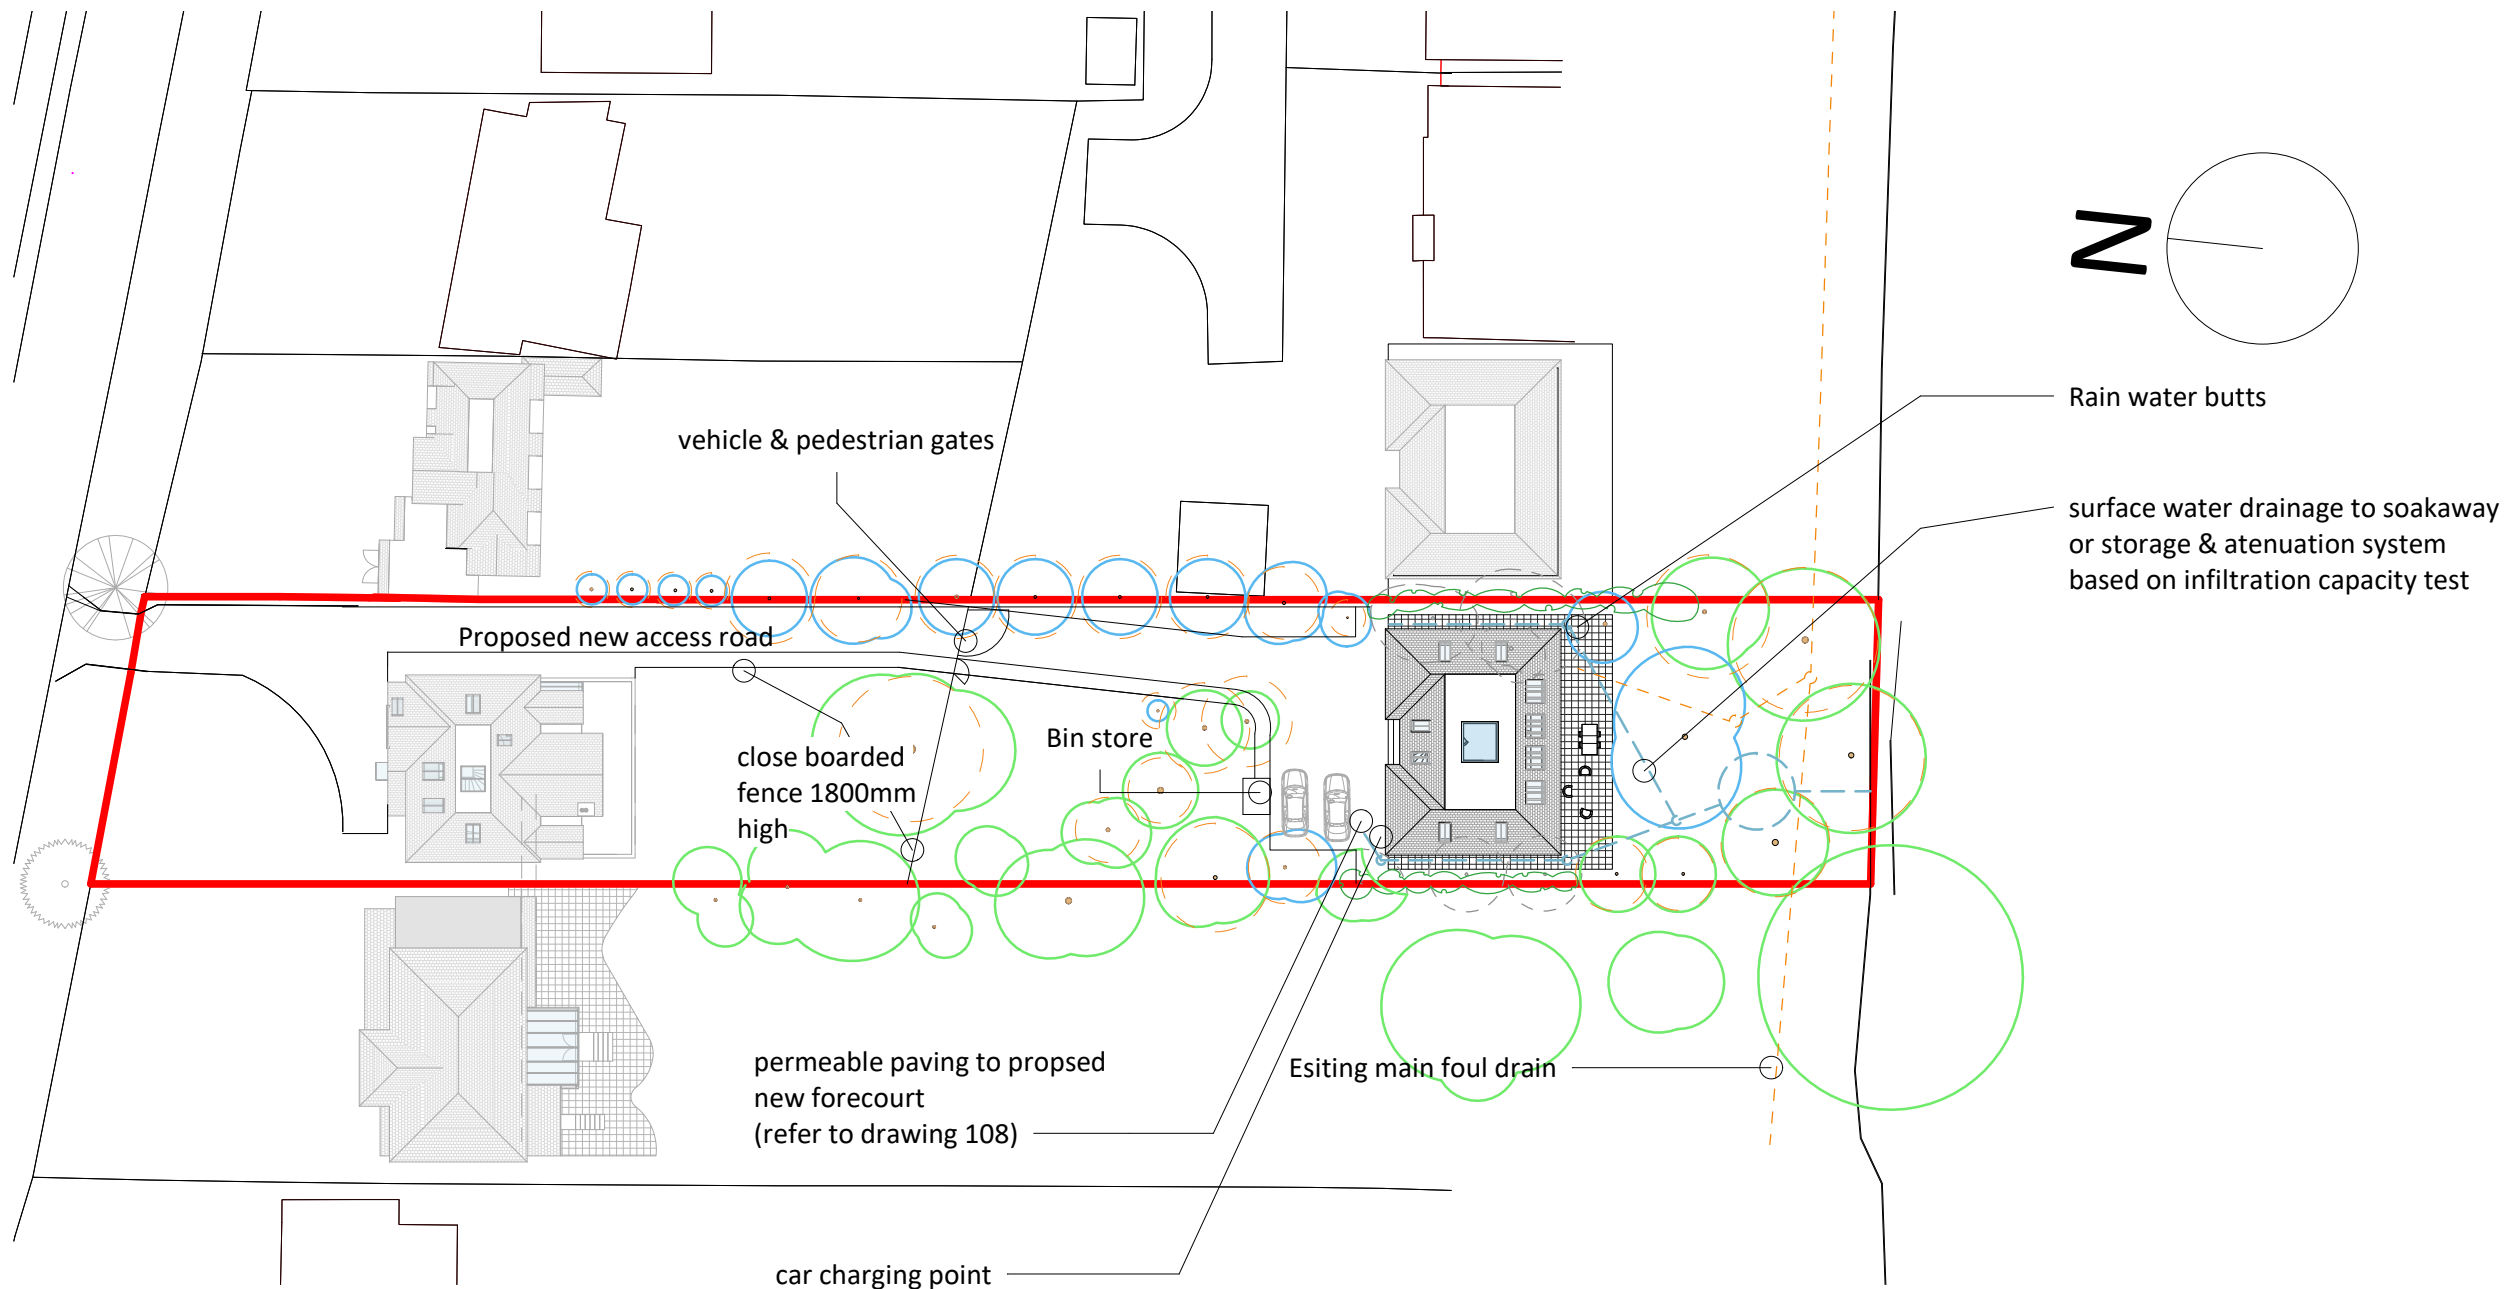 N
Rain water butts
vehicle & pedestrian gates
surface water drainage to soakaway
or storage & atenuation system
based on infiltration capacity test
Proposed new access road
Bin store
close boarded
fence 1800mm
high
permeable paving to propsed
new forecourt
(refer to drawing 108)
Esiting main foul drain
car charging point